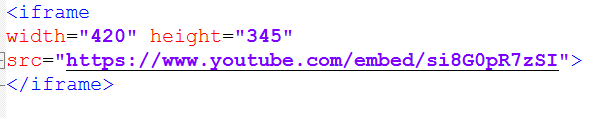 <iframe
width="420" height="345"
src="https://www.youtube.com/embed/si8G0pR7zSI">
</iframe>